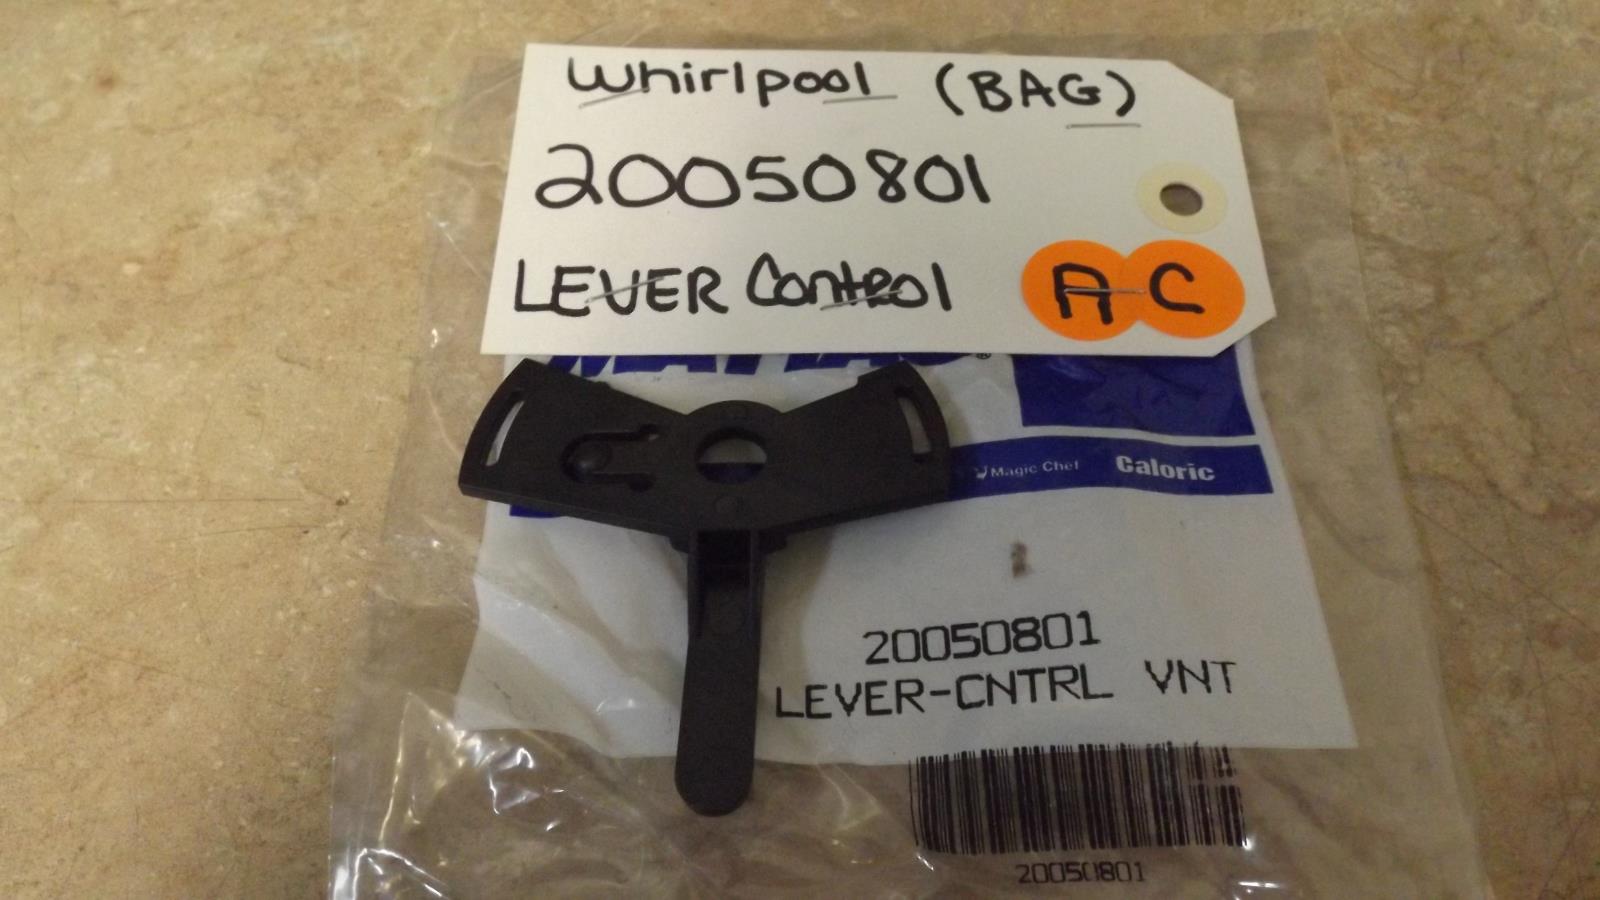 Whirlpool (BAG)
20050801
LEVER Control
A C
Magic Chef Caloric
20050801
LEVER-CNTRL VNT
20050801